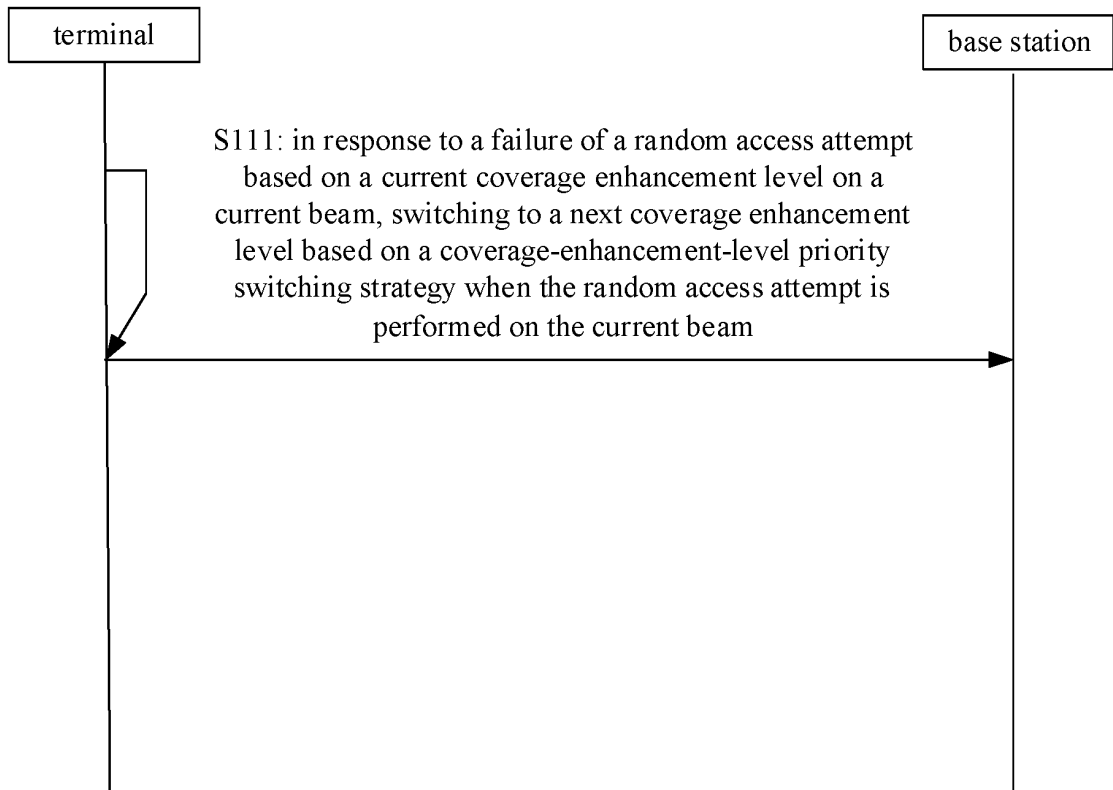 terminal
base station
S111: in response to a failure of a random access attempt
based on a current coverage enhancement level on a
current beam, switching to a next coverage enhancement
level based on a coverage-enhancement-level priority
switching strategy when the random access attempt is
performed on the current beam